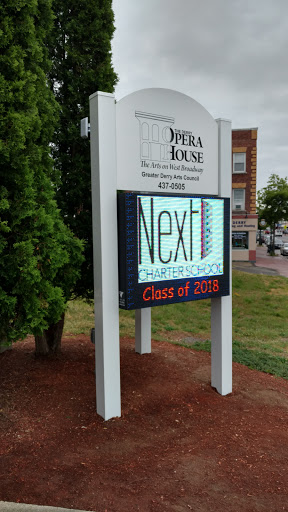 THE DERRY
OPERA
HOUSE
The Arts on West Broadway
Greater Derry Arts Council
437-0505
Next
CHARTER SCHOOL
Class of 2018